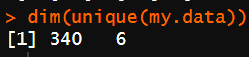 > dim(unique(my.data))
[1] 340   6